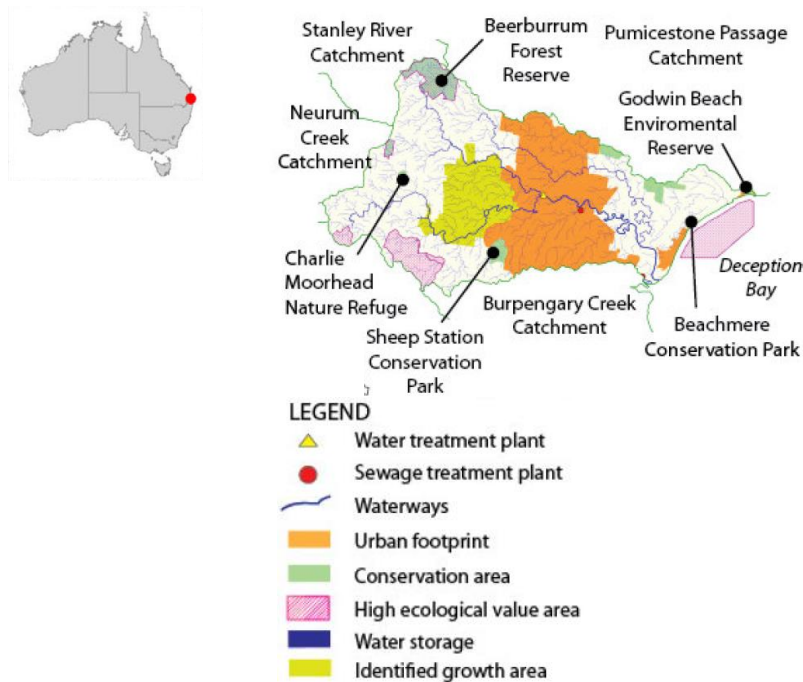 Stanley River
Catchment
Beerburrum
Forest
Reserve
Pumicestone Passage
Catchment
Neurum
Creek
Catchment
Godwin Beach
Enviromental
Reserve
Charlie
Moorhead
Nature Refuge
Sheep Station
Conservation
Park
Burpengary Creek
Catchment
Deception
Bay
Beachmere
Conservation Park
LEGEND
Water treatment plant
Sewage treatment plant
Waterways
Urban footprint
Conservation area
High ecological value area
Water storage
Identified growth area